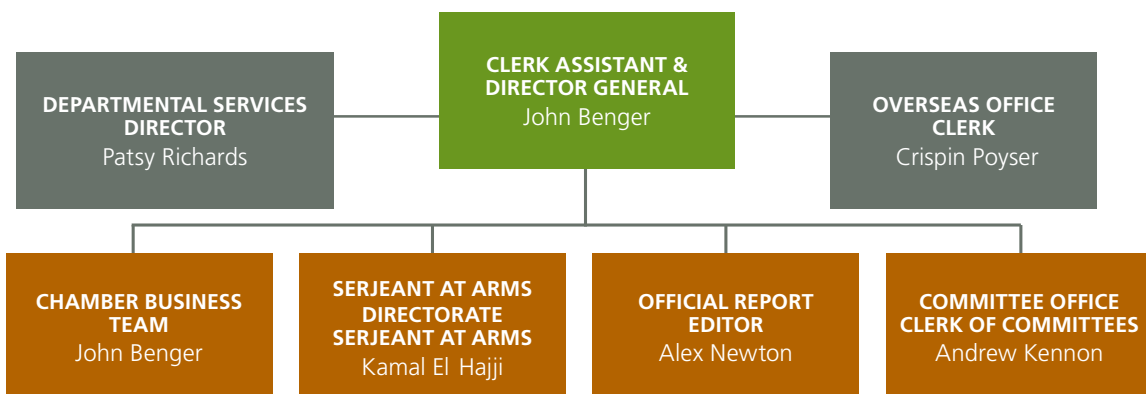 CLERK ASSISTANT &
DIRECTOR GENERAL
John Benger
DEPARTMENTAL SERVICES
DIRECTOR
Patsy Richards
OVERSEAS OFFICE
CLERK
Crispin Poyser
CHAMBER BUSINESS
TEAM
John Benger
SERJEANT AT ARMS
DIRECTORATE
SERJEANT AT ARMS
Kamal El Hajji
OFFICIAL REPORT
EDITOR
Alex Newton
COMMITTEE OFFICE
CLERK OF COMMITTEES
Andrew Kennon